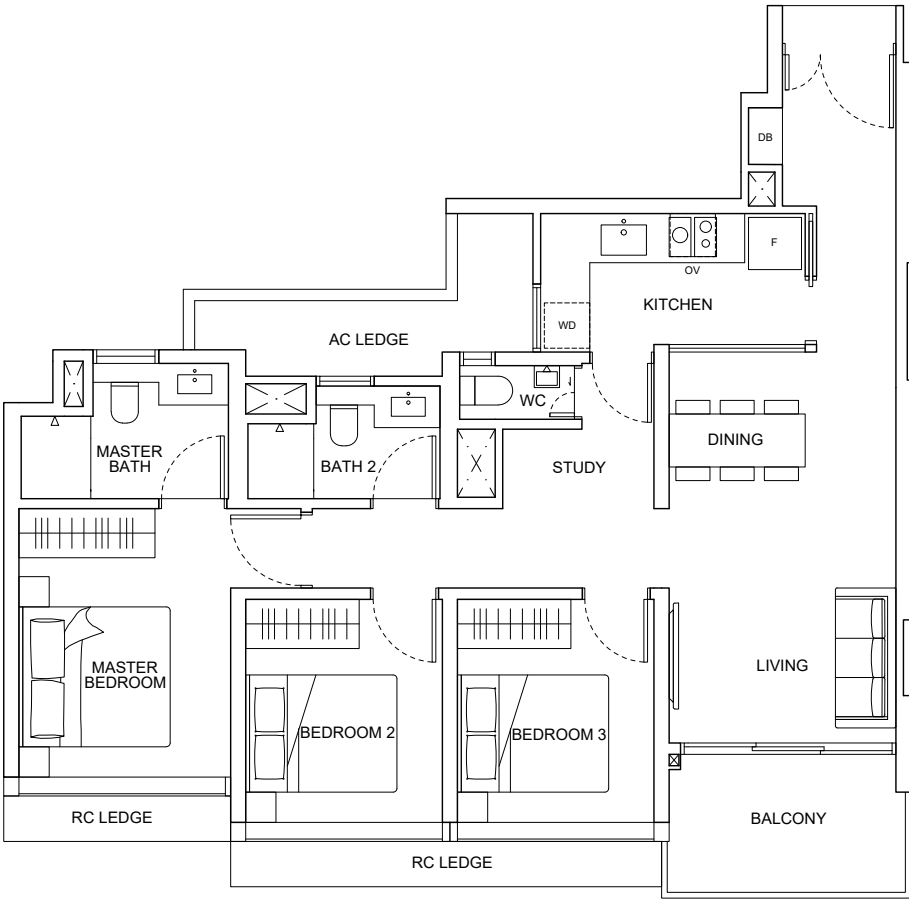 DB
F
OV
KITCHEN
WD
AC LEDGE
WC
DINING
MASTER
BATH
BATH 2
STUDY
MASTER
BEDROOM
LIVING
BEDROOM 2
BEDROOM 3
RC LEDGE
BALCONY
RC LEDGE